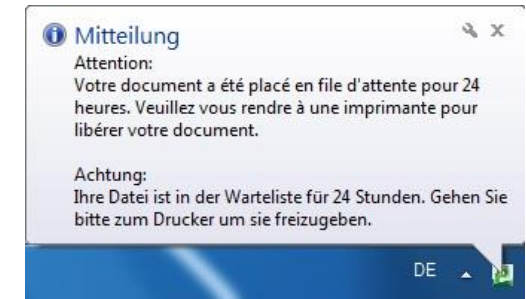 Mitteilung
Attention:
Votre document a été placé en file d'attente pour 24
heures. Veuillez vous rendre à une imprimante pour
libérer votre document.
Achtung:
Ihre Datei ist in der Warteliste für 24 Stunden. Gehen Sie
bitte zum Drucker um sie freizugeben.
DE